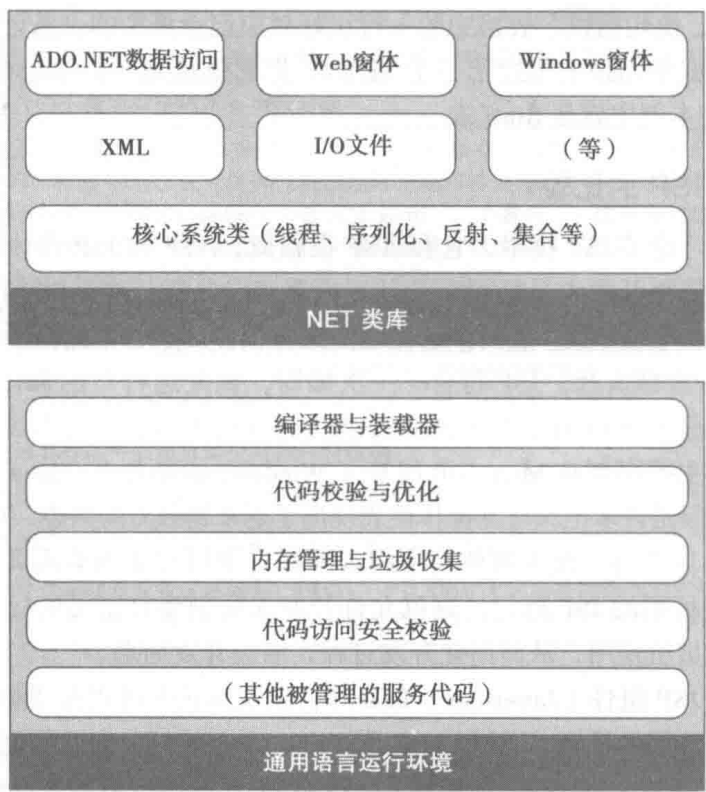 ADO.NET数据访问
Web窗体
Windows窗体
XML
I/O文件
（等）
核心系统类（线程、序列化、反射、集合等）
NET 类库
编译器与装载器
代码校验与优化
内存管理与垃圾收集
代码访问安全校验
（其他被管理的服务代码）
通用语言运行环境